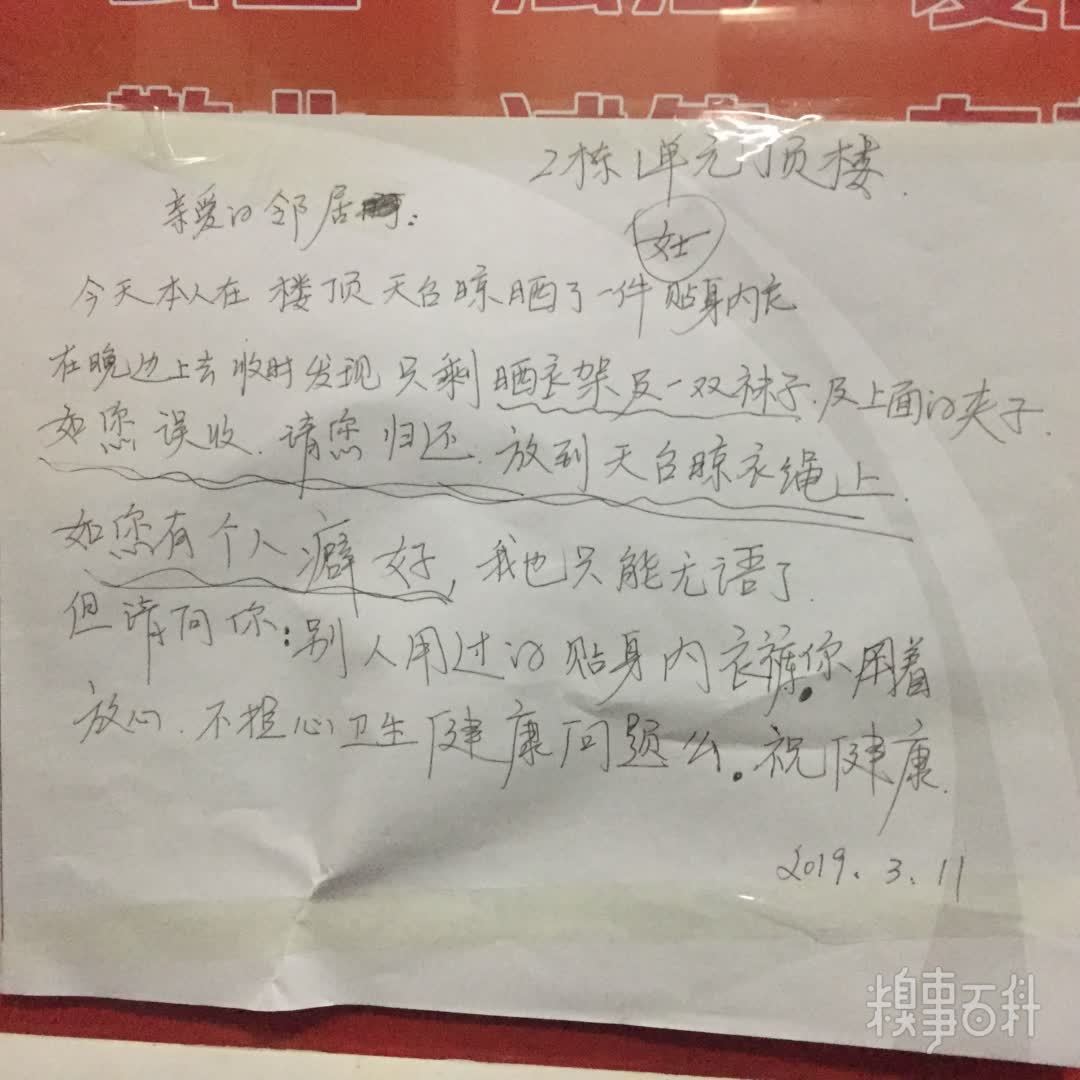 敬业 诚信 友
2栋1单元顶楼.
亲爱的邻居:
女士
今天本人在楼顶天台晾晒了一件贴身内衣
在晚边上去收时发现只剩晒衣架及一双袜子.及上面的夹子.
如您误收.请您归还.放到天台晾衣绳上.
如您有个人癖好,我也只能无语了.
但请问你:别人用过的贴身内衣裤.你用着
放心.不担心卫生健康问题么.祝健康.
2019.3.11
糗事百科